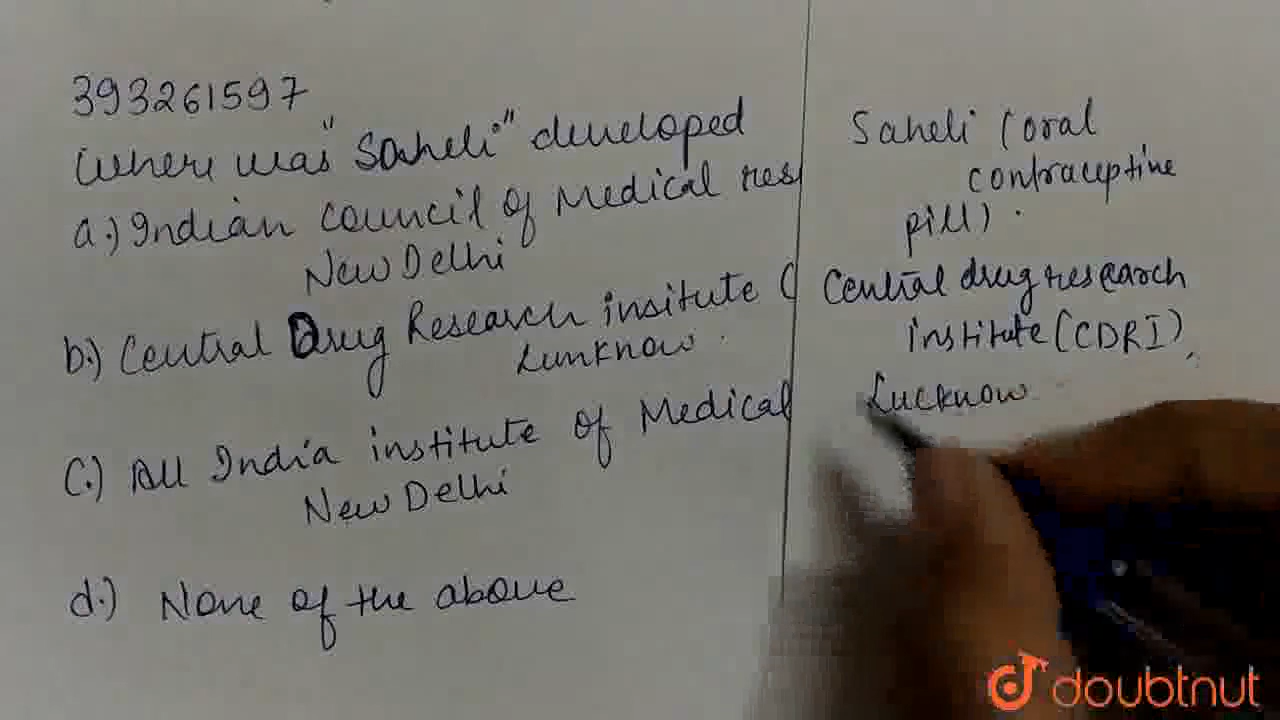 393261597
Where was "Saheli" developed
a.) Indian Council of Medical res
New Delhi
b.) Central Drug Research insitute (
Lunknow.
C.) All India institute of Medical
New Delhi
d.) None of the above
Saheli (oral
contraceptive
pill).
Central drug research
institute (CDRI),
Lucknow
doubtnut